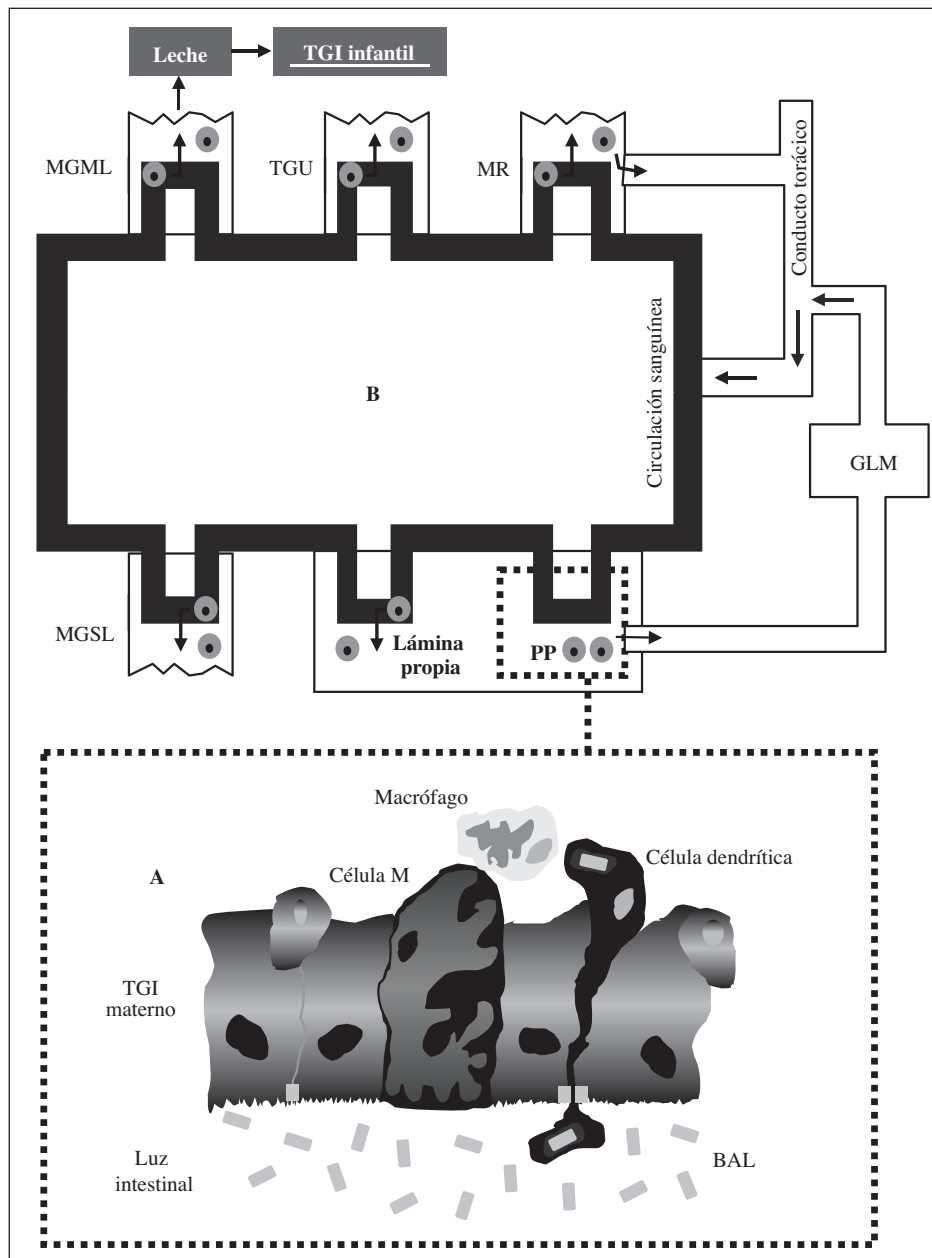 Leche
TGI infantil
MGML
TGU
MR
Conducto torácico
Circulación sanguínea
B
GLM
MGSL
Lámina
propia
PP
Macrófago
Célula dendrítica
Célula M
A
TGI
materno
Luz
intestinal
BAL